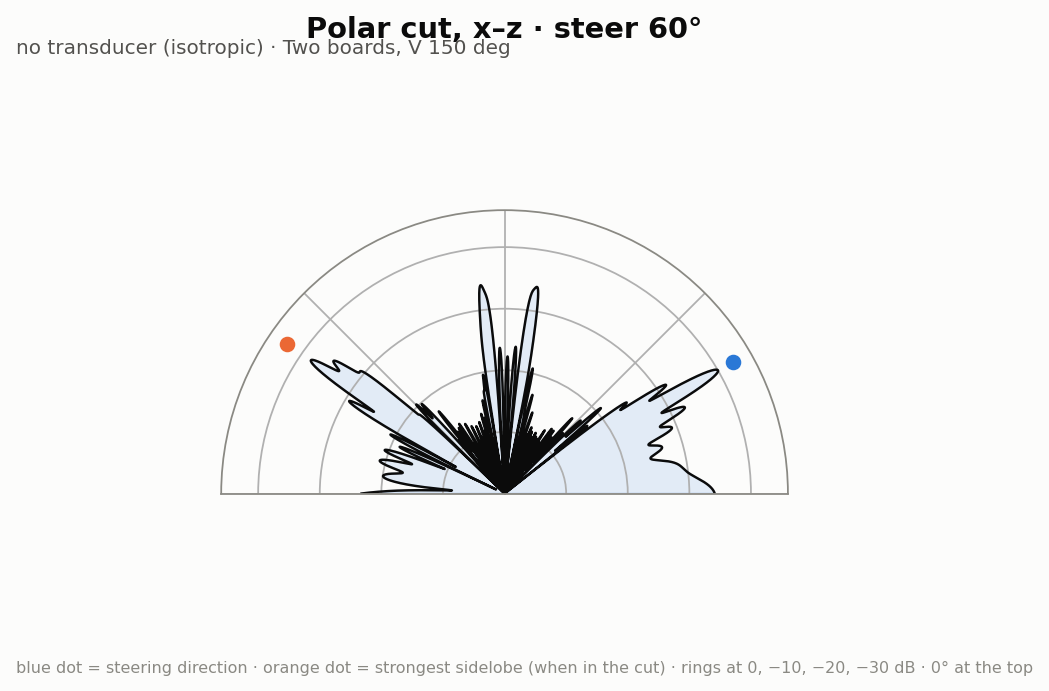 Polar cut, x–z · steer 60°
no transducer (isotropic) · Two boards, V 150 deg
blue dot = steering direction · orange dot = strongest sidelobe (when in the cut) · rings at 0, −10, −20, −30 dB · 0° at the top